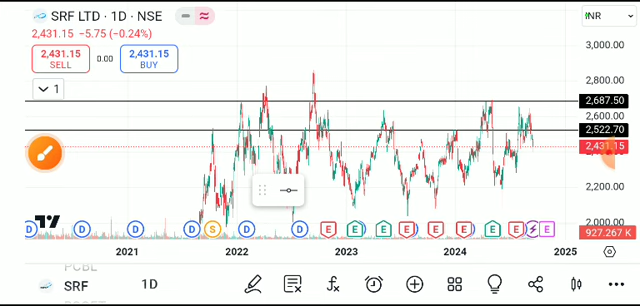 SRF LTD · 1D · NSE
INR
2,431.15 −5.75 (−0.24%)
2,431.15
SELL
0.00
2,431.15
BUY
1
3,000.00
2,800.00
2,687.50
2,600.00
2,522.70
2,431.15
2,200.00
2,000.00
927.267 K
D D D D S D D E E E E E E E E
2021 2022 2023 2024 2025
PCBL
SRF 1D